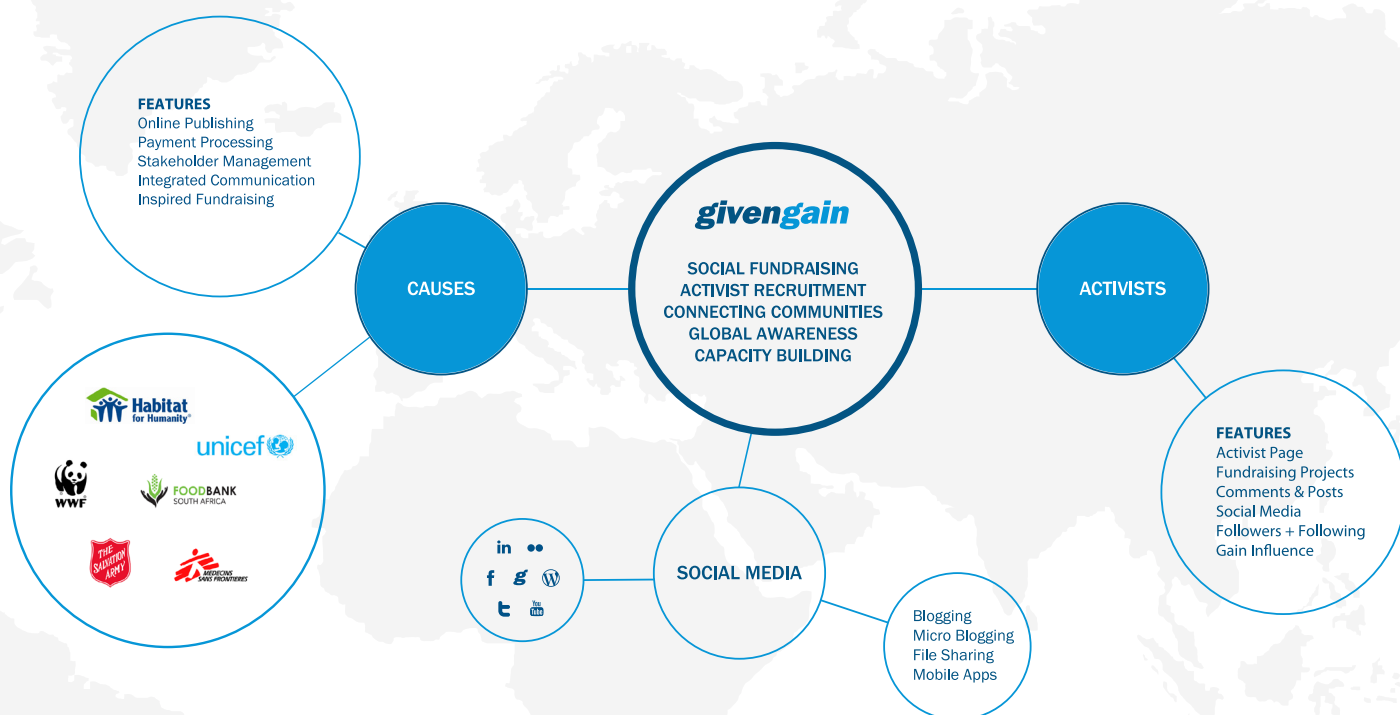 FEATURES
Online Publishing
Payment Processing
Stakeholder Management
Integrated Communication
Inspired Fundraising
givengain
SOCIAL FUNDRAISING
ACTIVIST RECRUITMENT
CONNECTING COMMUNITIES
GLOBAL AWARENESS
CAPACITY BUILDING
CAUSES
ACTIVISTS
Habitat
for Humanity®
unicef
WWF
FOODBANK
SOUTH AFRICA
THE
SALVATION
ARMY
MEDECINS
SANS FRONTIERES
FEATURES
Activist Page
Fundraising Projects
Comments & Posts
Social Media
Followers + Following
Gain Influence
SOCIAL MEDIA
in
f g W
t You
Tube
Blogging
Micro Blogging
File Sharing
Mobile Apps